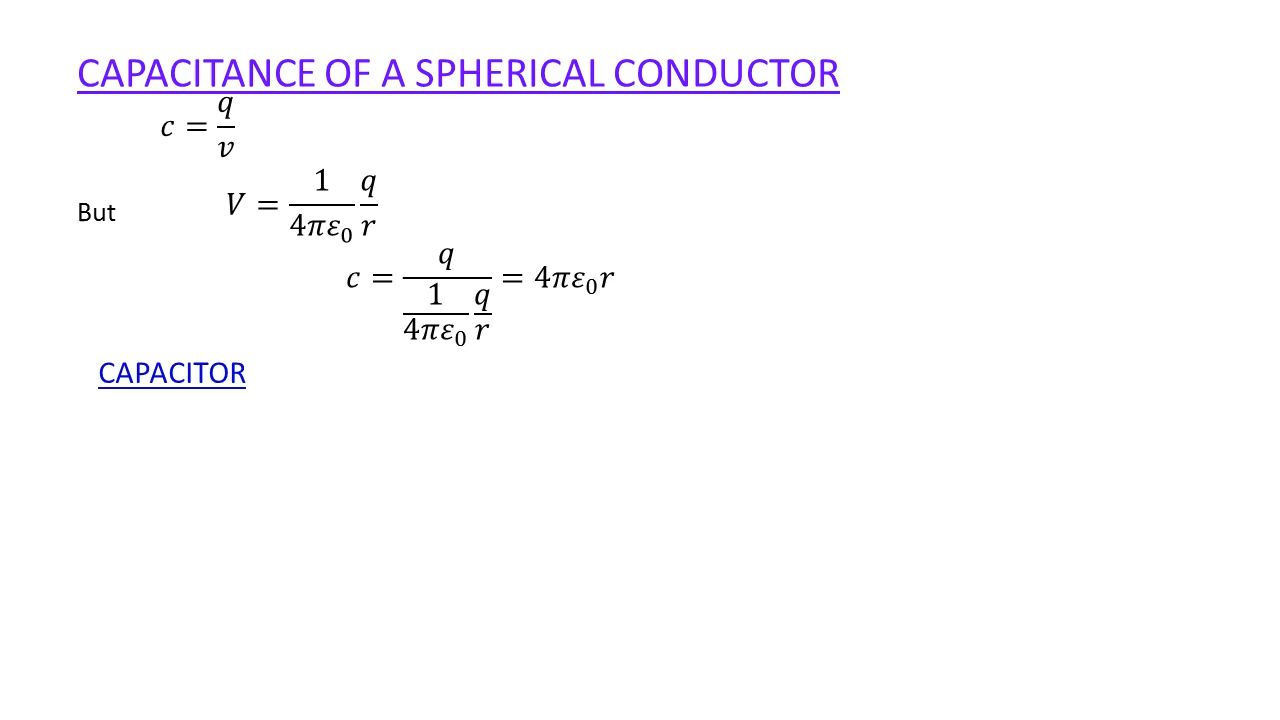 CAPACITANCE OF A SPHERICAL CONDUCTOR
c = q/v
But V = 1/4πε₀ q/r
c = q/(1/4πε₀ q/r) = 4πε₀r
CAPACITOR